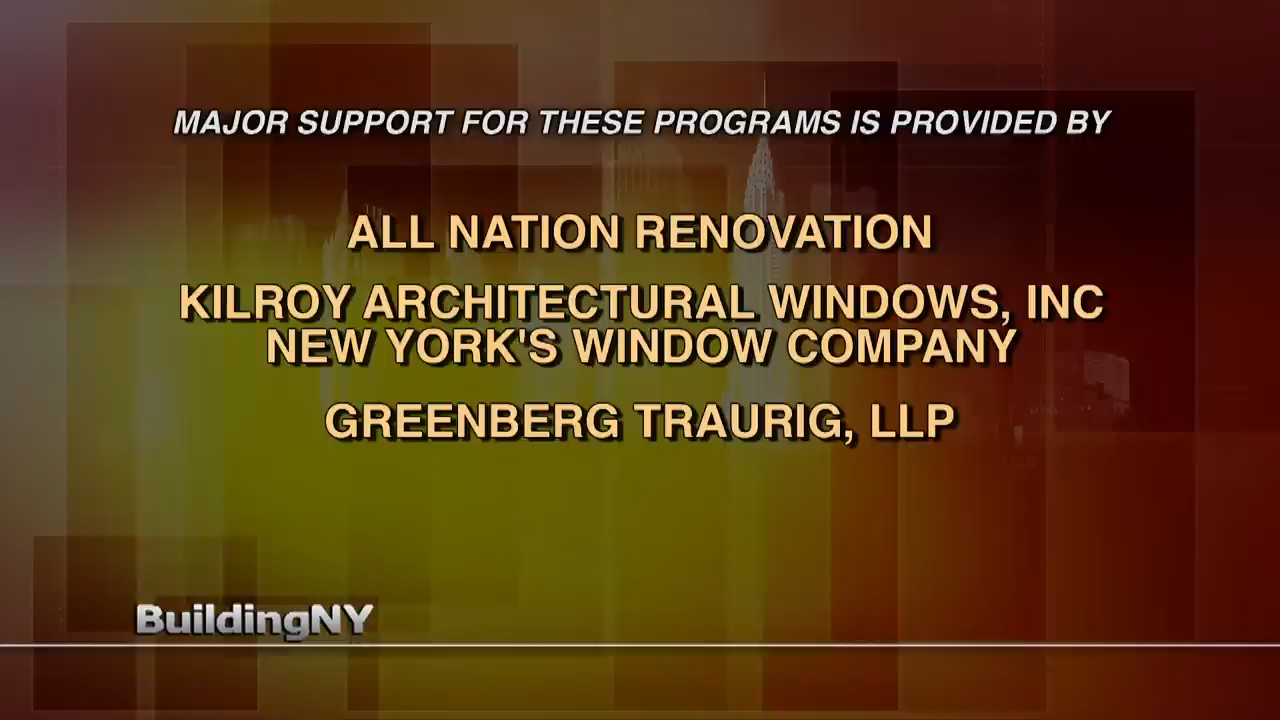 MAJOR SUPPORT FOR THESE PROGRAMS IS PROVIDED BY
ALL NATION RENOVATION
KILROY ARCHITECTURAL WINDOWS, INC
NEW YORK'S WINDOW COMPANY
GREENBERG TRAURIG, LLP
BuildingNY